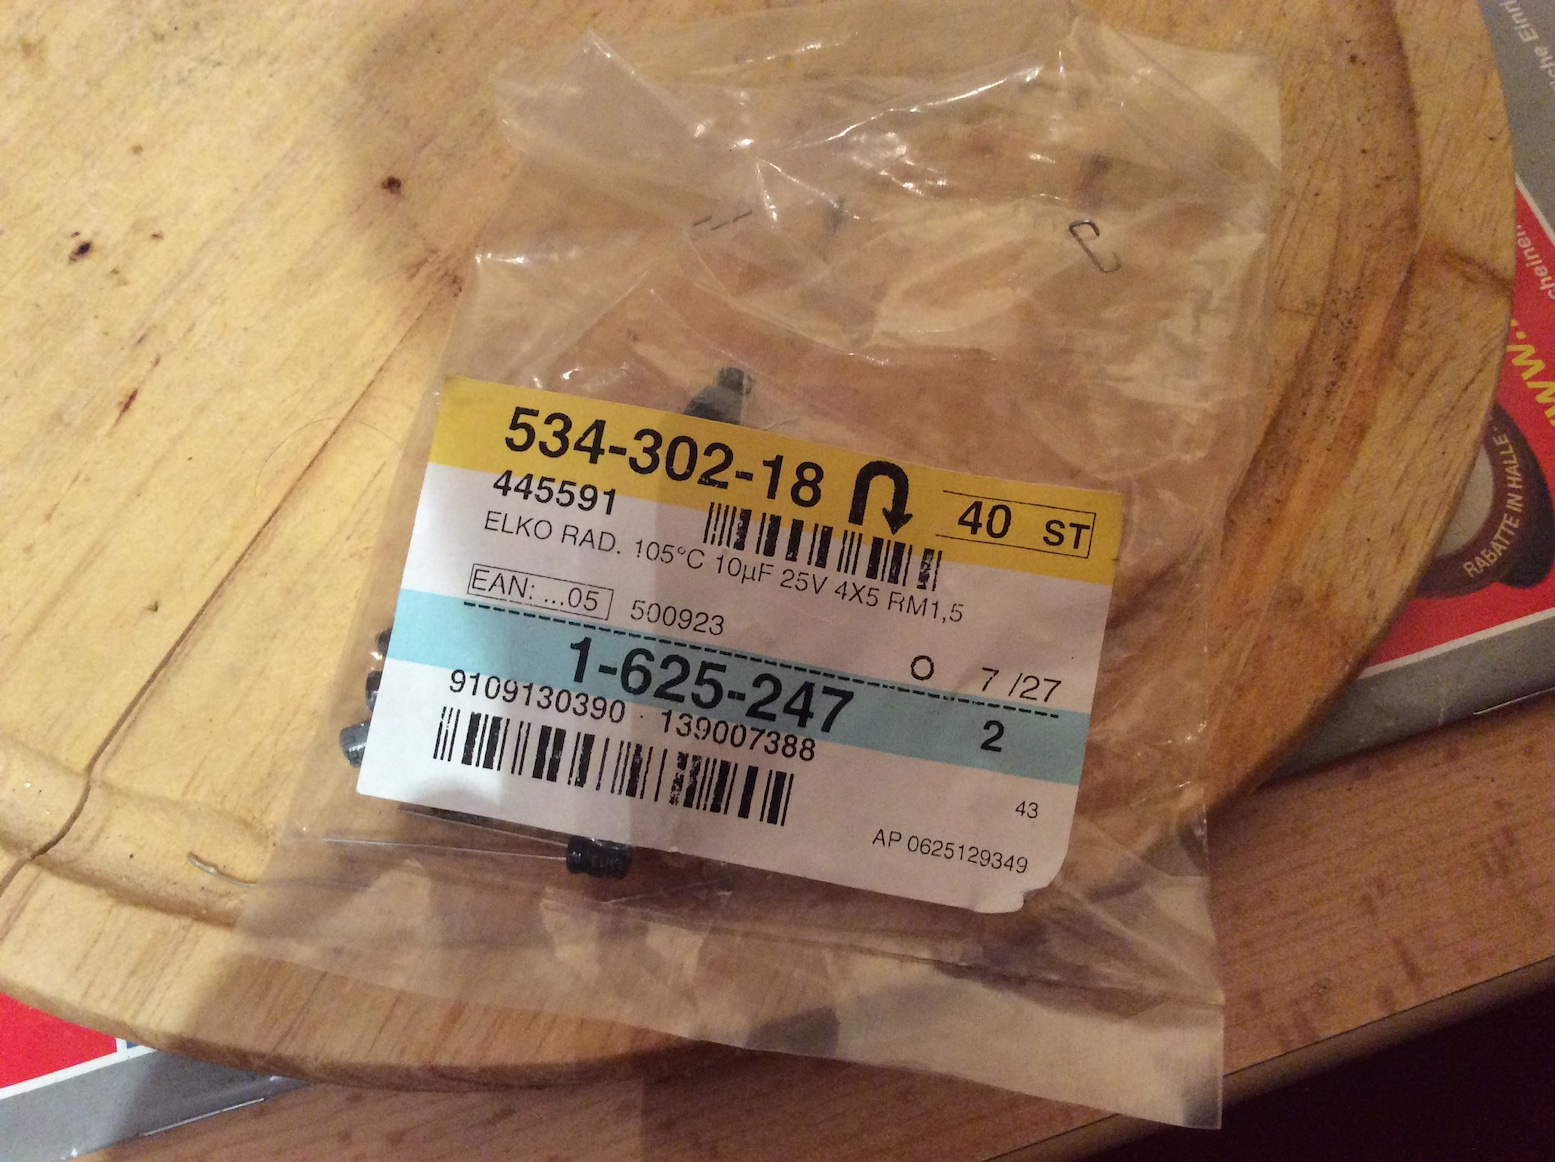 534-302-18
40 ST
445591
ELKO RAD. 105°C 10µF 25V 4X5 RM1,5
EAN: ...05 500923
O 7/27
1-625-247
2
9109130390 139007388
43
AP 0625129349
RABATTE IN HALLE.